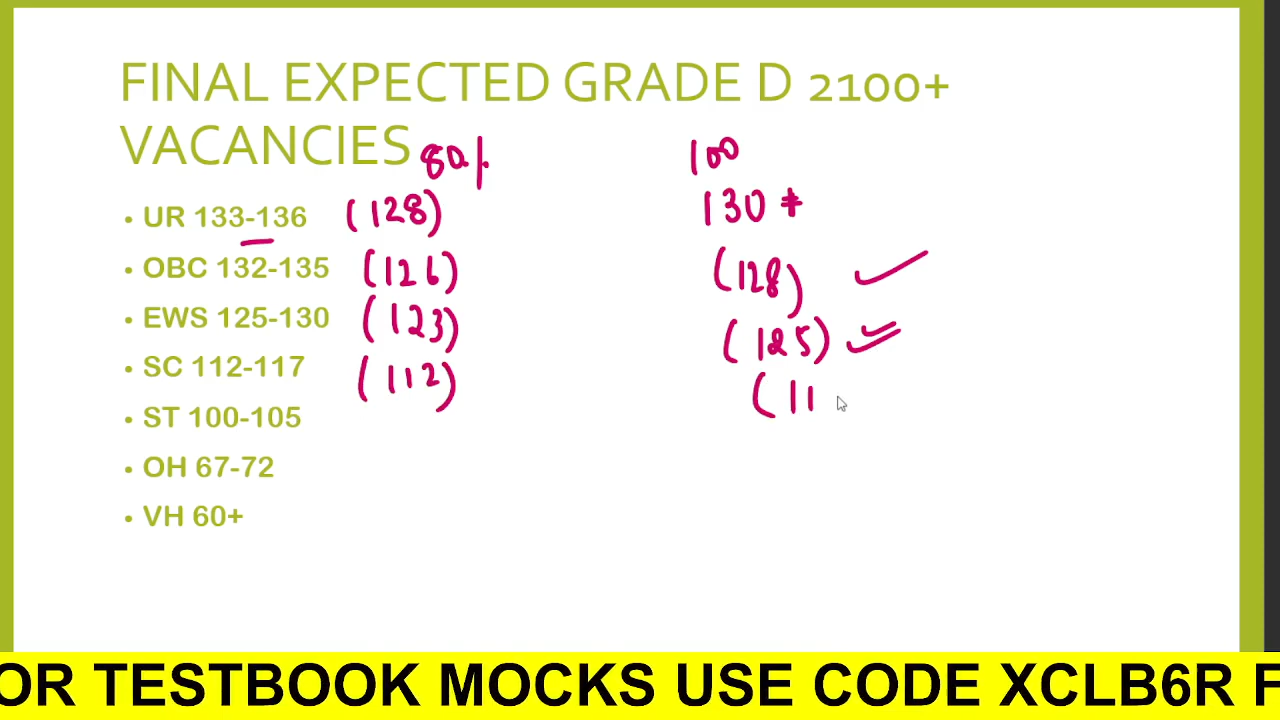 FINAL EXPECTED GRADE D 2100+
VACANCIES 80% 100
• UR 133-136 (128) 130 +
• OBC 132-135 (126) (128)
• EWS 125-130 (123) (125)
• SC 112-117 (112) (11
• ST 100-105
• OH 67-72
• VH 60+
OR TESTBOOK MOCKS USE CODE XCLB6R F